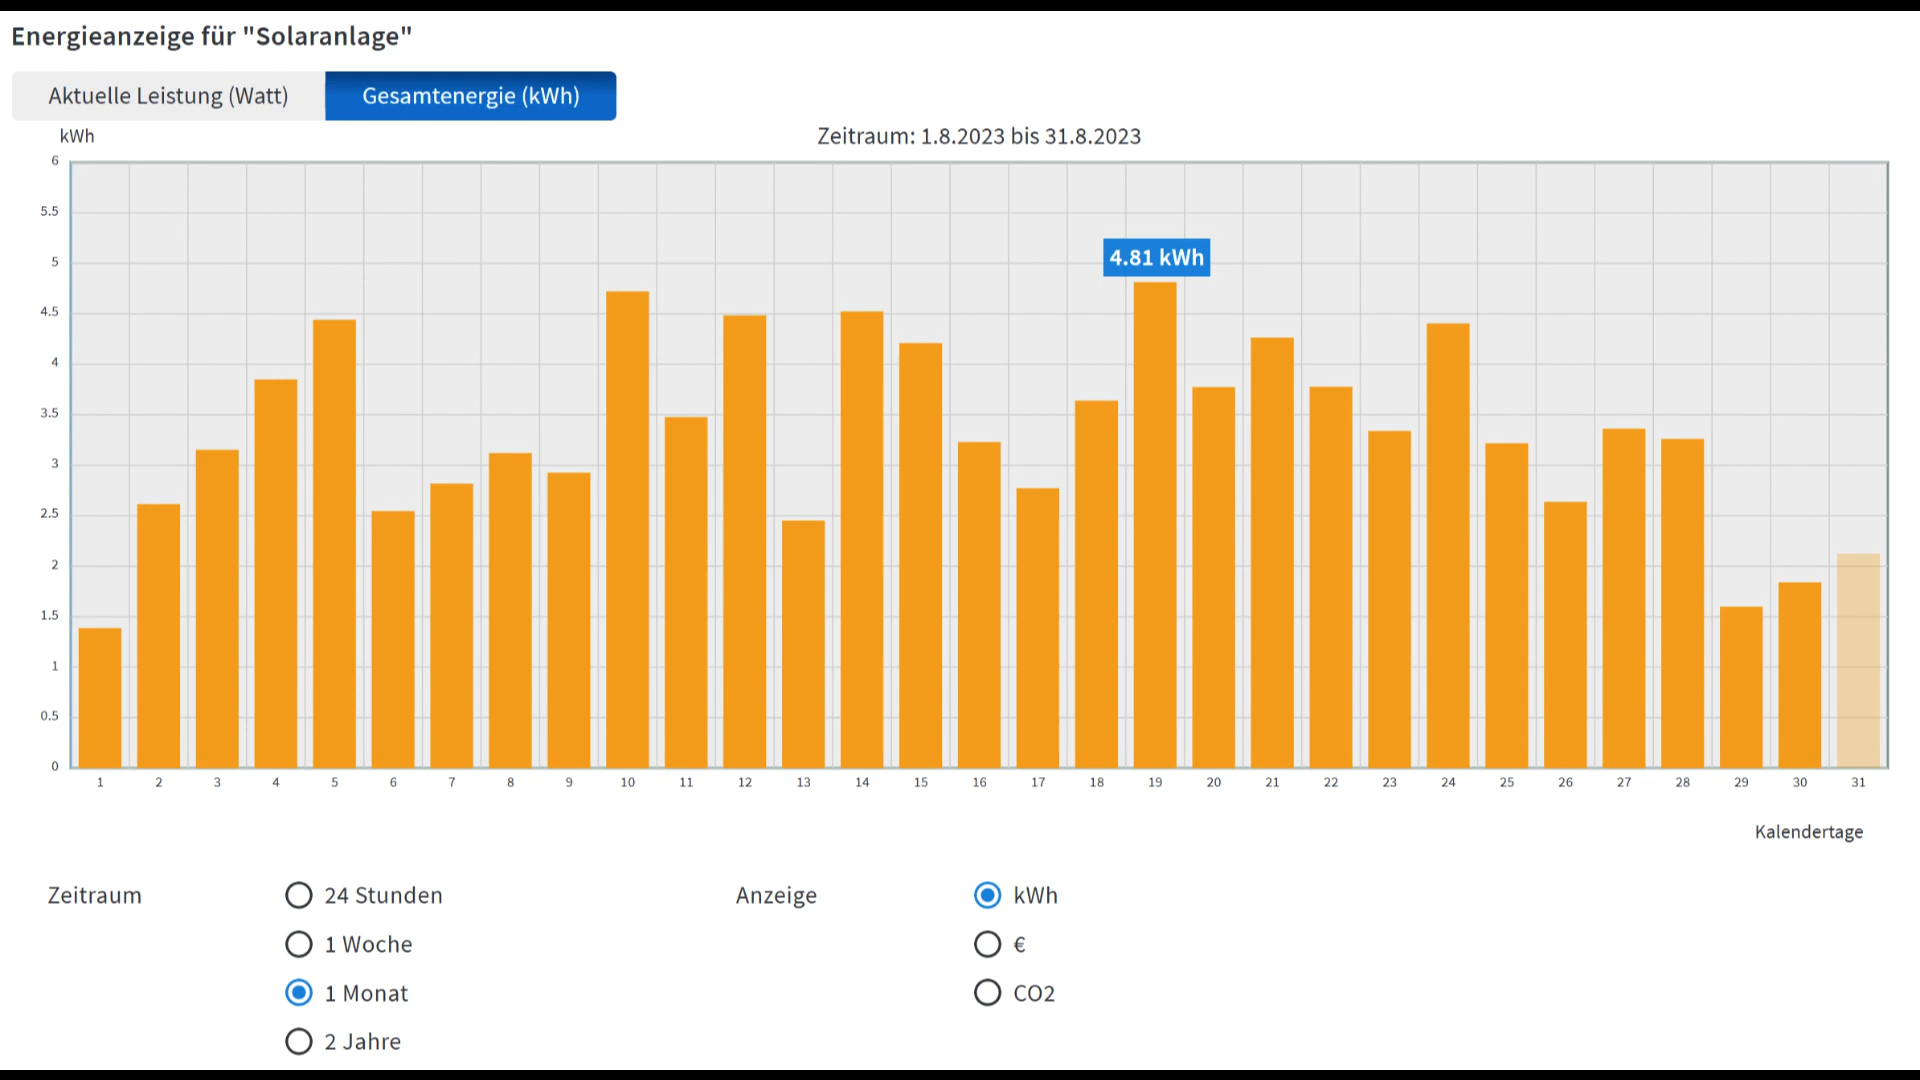 Energieanzeige für "Solaranlage"
Aktuelle Leistung (Watt) Gesamtenergie (kWh)
kWh Zeitraum: 1.8.2023 bis 31.8.2023
6
5.5
5
4.81 kWh
4.5
4
3.5
3
2.5
2
1.5
1
0.5
0
1 2 3 4 5 6 7 8 9 10 11 12 13 14 15 16 17 18 19 20 21 22 23 24 25 26 27 28 29 30 31
Kalendertage
Zeitraum 24 Stunden Anzeige kWh
1 Woche €
1 Monat CO2
2 Jahre